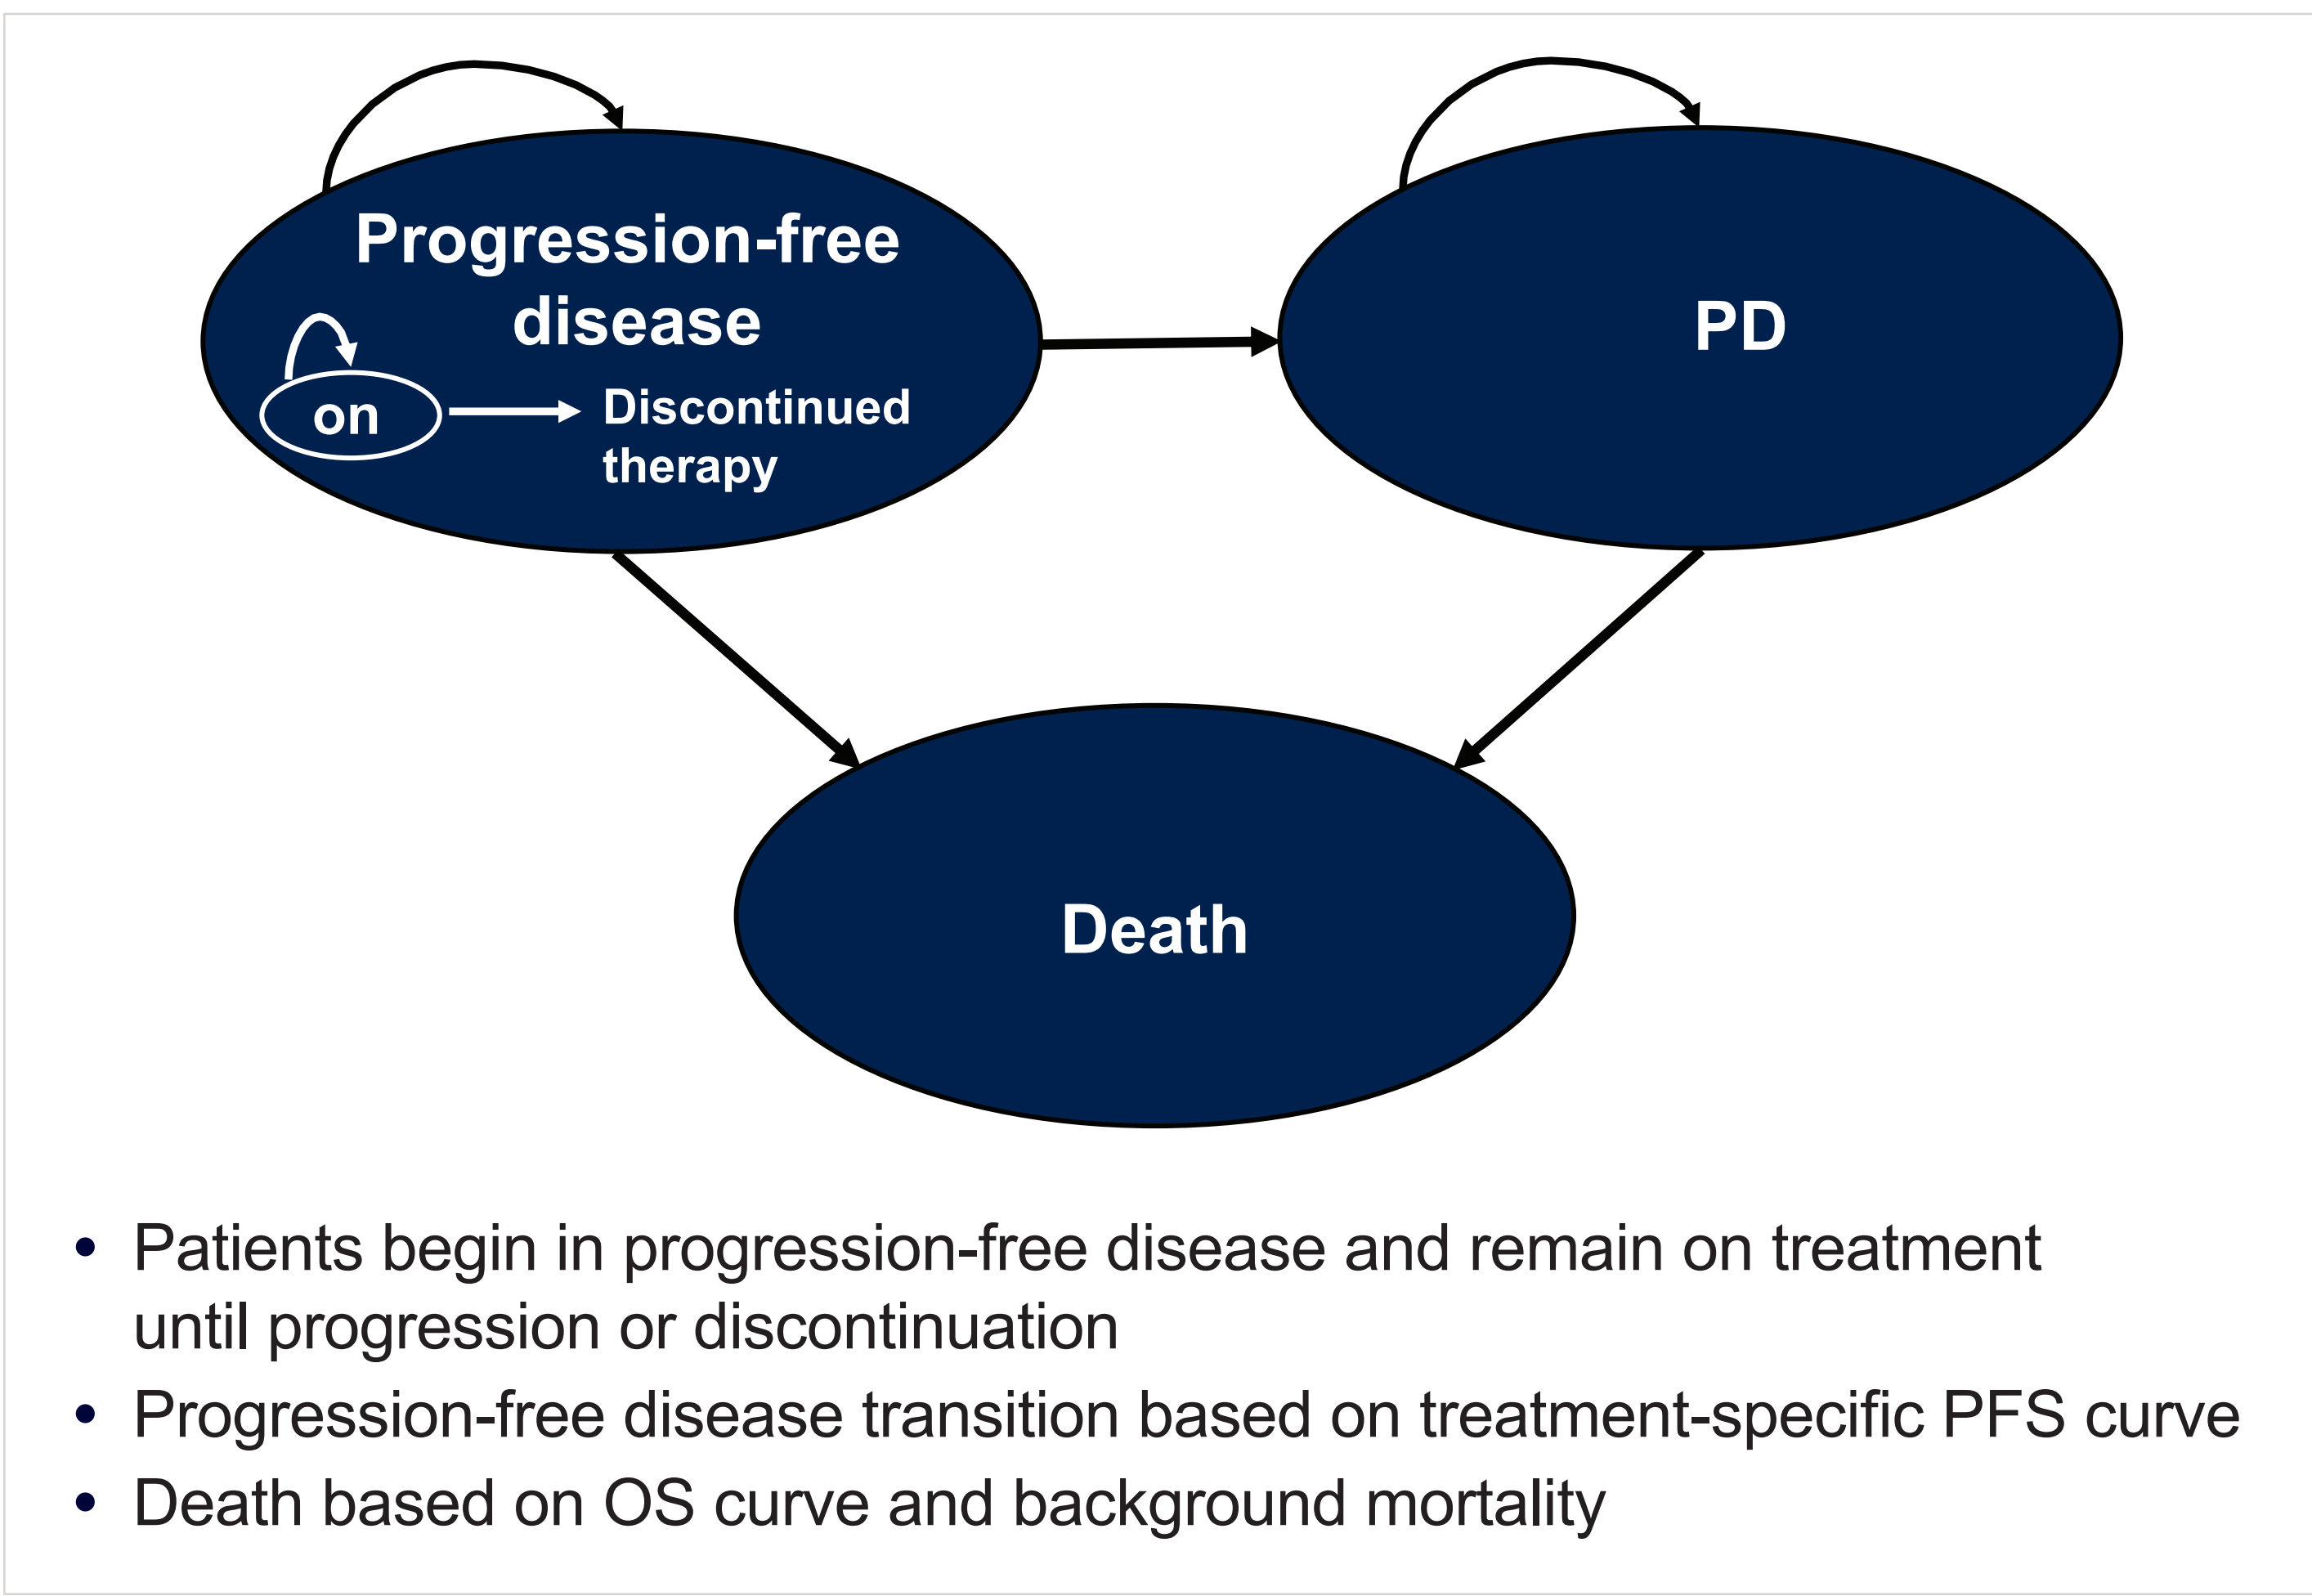 Progression-free
disease
PD
on
Discontinued
therapy
Death
• Patients begin in progression-free disease and remain on treatment
until progression or discontinuation
• Progression-free disease transition based on treatment-specific PFS curve
• Death based on OS curve and background mortality